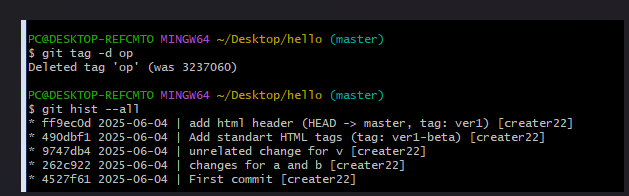 PC@DESKTOP-REFCMTO MINGW64 ~/Desktop/hello (master)
$ git tag -d op
Deleted tag 'op' (was 3237060)
PC@DESKTOP-REFCMTO MINGW64 ~/Desktop/hello (master)
$ git hist --all
* ff9ec0d 2025-06-04 | add html header (HEAD -> master, tag: ver1) [creater22]
* 490dbf1 2025-06-04 | Add standart HTML tags (tag: ver1-beta) [creater22]
* 9747db4 2025-06-04 | unrelated change for v [creater22]
* 262c922 2025-06-04 | changes for a and b [creater22]
* 4527f61 2025-06-04 | First commit [creater22]